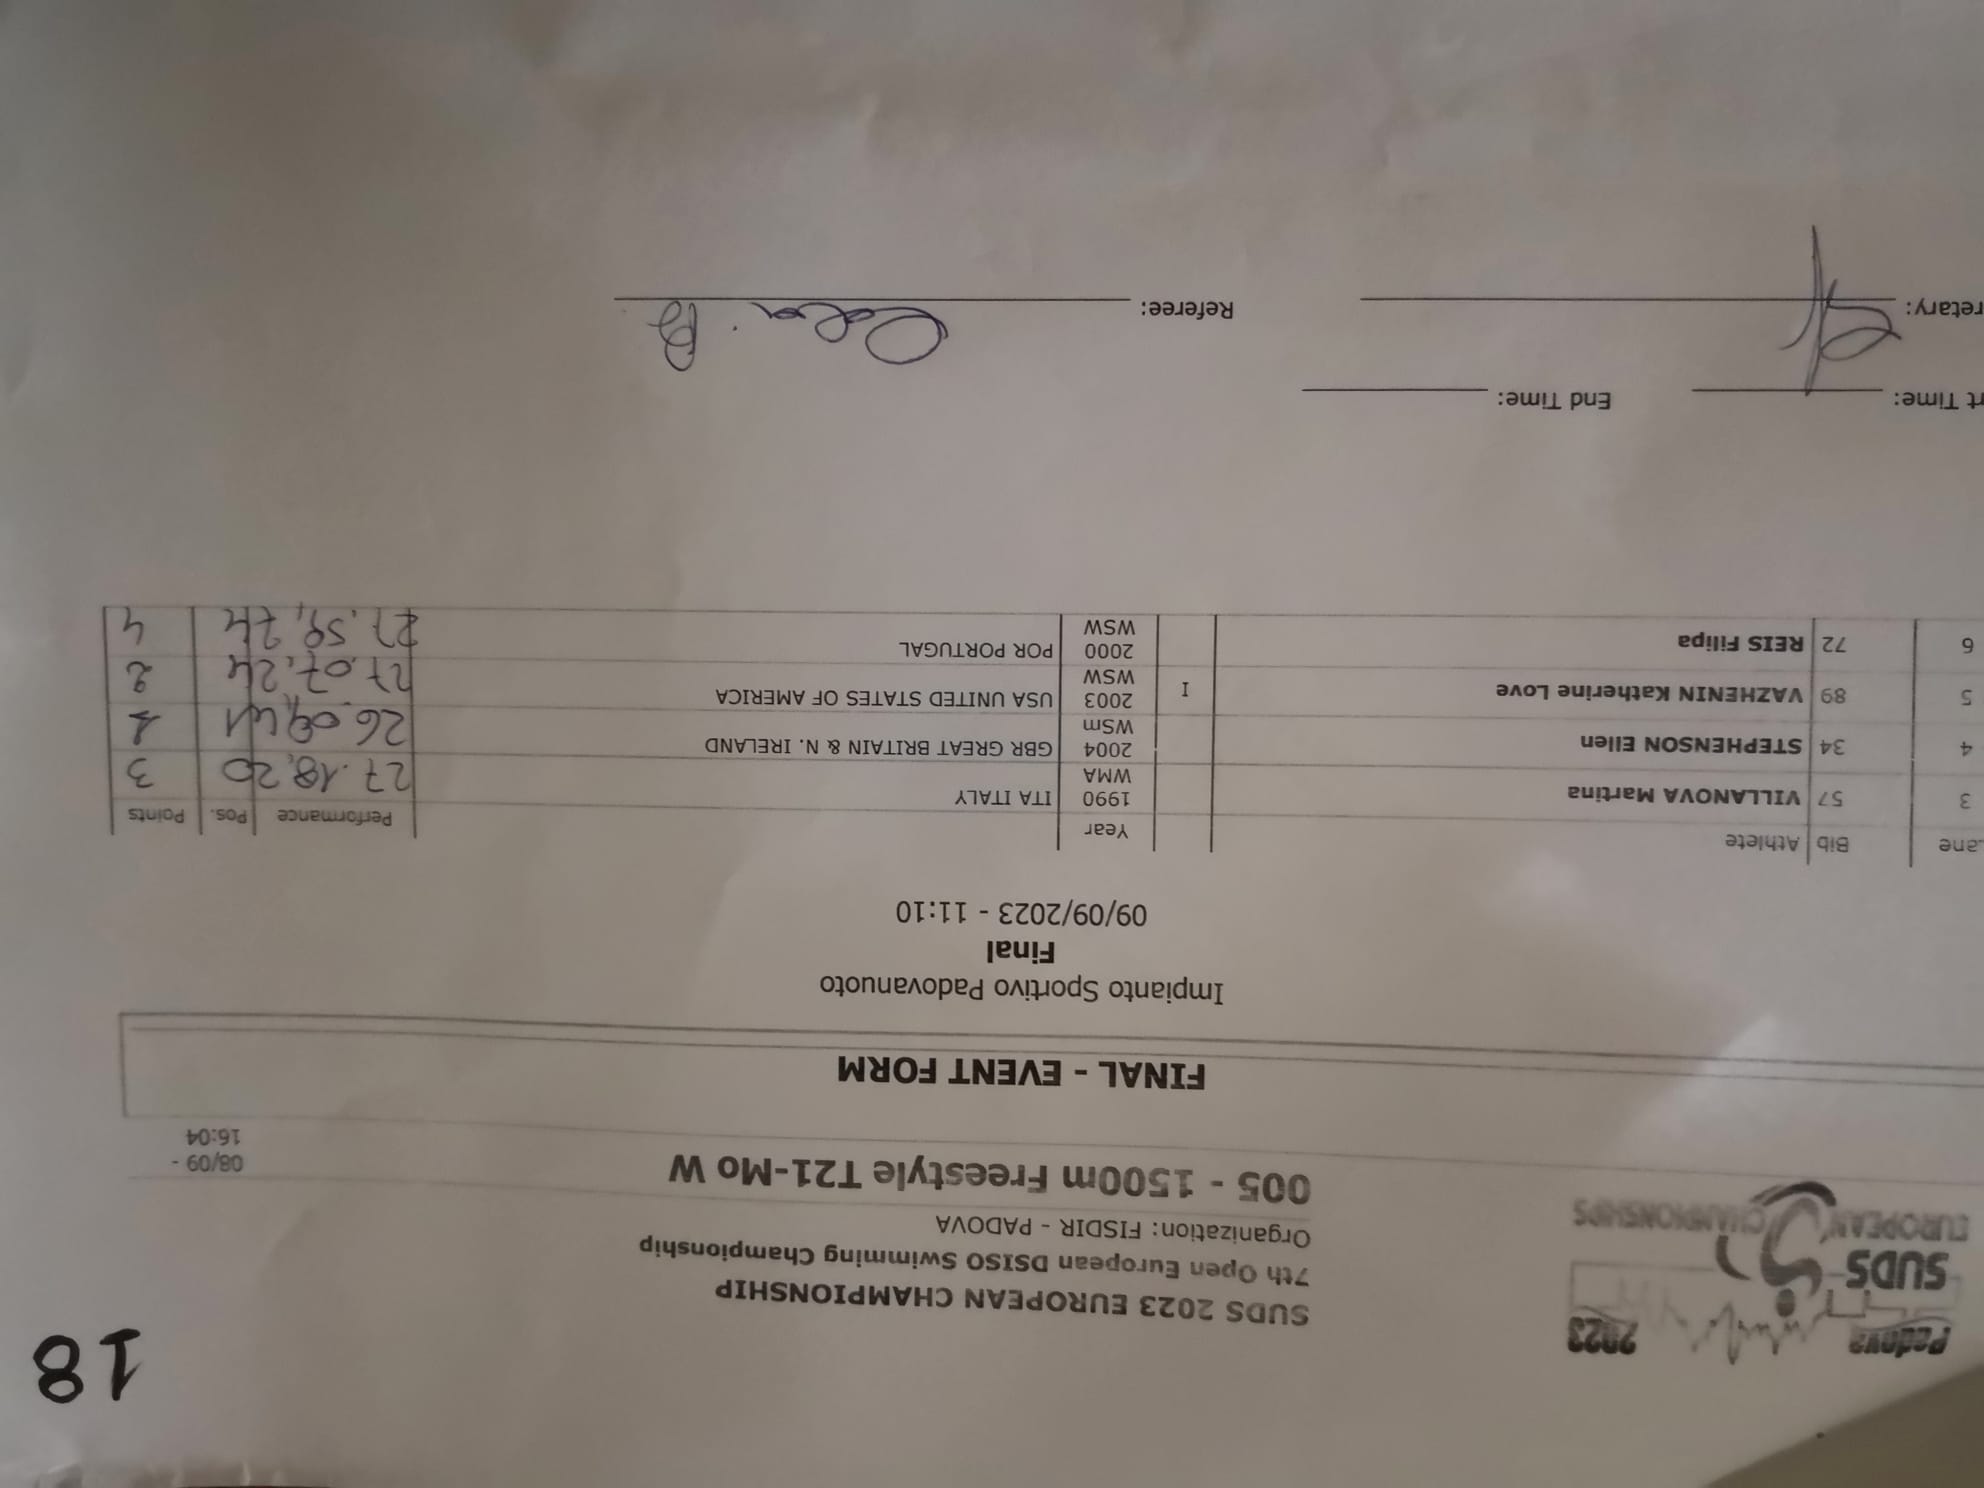 18
Padova 2023
SUDS
EUROPEAN CHAMPIONSHIPS
SUDS 2023 EUROPEAN CHAMPIONSHIP
7th Open European DSISO Swimming Championship
Organization: FISDIR - PADOVA
005 - 1500m Freestyle T21-Mo W
08/09 -
16:04
FINAL - EVENT FORM
Impianto Sportivo Padovanuoto
Final
09/09/2023 - 11:10
Lane Bib Athlete Year Performance Pos. Points
3 57 VILLANOVA Martina 1990 WMA ITA ITALY 27.18,20 3
4 34 STEPHENSON Ellen 2004 WSm GBR GREAT BRITAIN & N. IRELAND 26.09,41 1
5 89 VAZHENIN Katherine Love I 2003 WSW USA UNITED STATES OF AMERICA 27.07,24 2
6 72 REIS Filipa 2000 WSW POR PORTUGAL 27.59,74 4
rt Time: End Time:
retary: Referee: